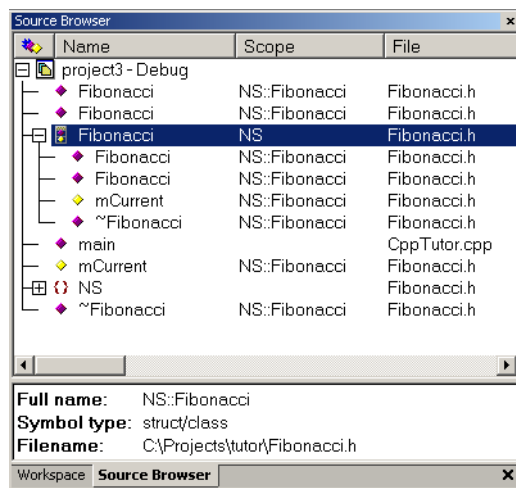 Source Browser
Name Scope File
project3 - Debug
Fibonacci NS::Fibonacci Fibonacci.h
Fibonacci NS::Fibonacci Fibonacci.h
Fibonacci NS Fibonacci.h
Fibonacci NS::Fibonacci Fibonacci.h
Fibonacci NS::Fibonacci Fibonacci.h
mCurrent NS::Fibonacci Fibonacci.h
~Fibonacci NS::Fibonacci Fibonacci.h
main CppTutor.cpp
mCurrent NS::Fibonacci Fibonacci.h
NS Fibonacci.h
~Fibonacci NS::Fibonacci Fibonacci.h
Full name: NS::Fibonacci
Symbol type: struct/class
Filename: C:\Projects\tutor\Fibonacci.h
Workspace Source Browser